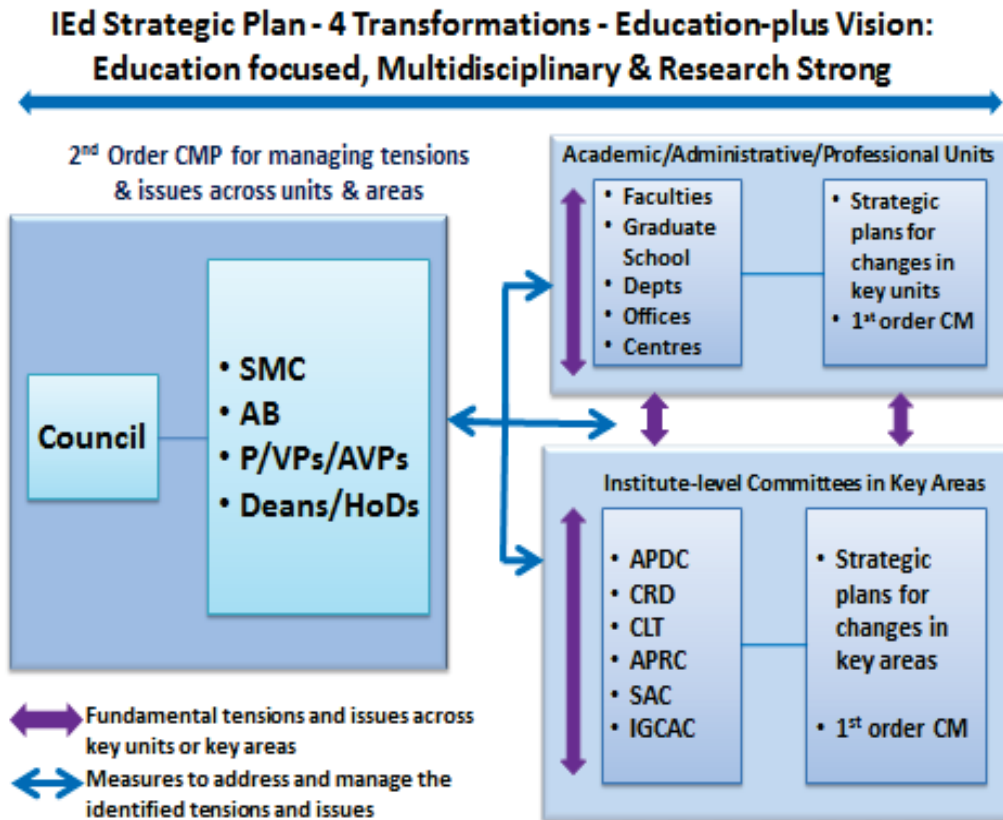 IEd Strategic Plan - 4 Transformations - Education-plus Vision:
Education focused, Multidisciplinary & Research Strong
2nd Order CMP for managing tensions
& issues across units & areas
Council
• SMC
• AB
• P/VPs/AVPs
• Deans/HoDs
Academic/Administrative/Professional Units
• Faculties
• Graduate
School
• Depts
• Offices
• Centres
• Strategic
plans for
changes in
key units
• 1st order CM
Institute-level Committees in Key Areas
• APDC
• CRD
• CLT
• APRC
• SAC
• IGCAC
• Strategic
plans for
changes in
key areas
• 1st order CM
Fundamental tensions and issues across
key units or key areas
Measures to address and manage the
identified tensions and issues